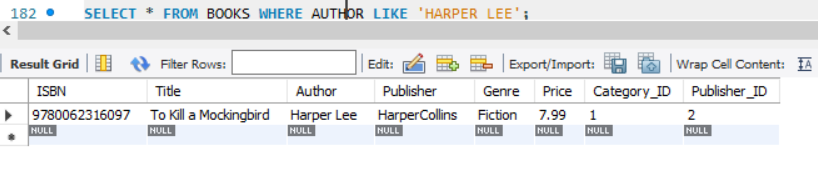 182 SELECT * FROM BOOKS WHERE AUTHOR LIKE 'HARPER LEE';
Result Grid Filter Rows: Edit: Export/Import: Wrap Cell Content: IA
ISBN Title Author Publisher Genre Price Category_ID Publisher_ID
9780062316097 To Kill a Mockingbird Harper Lee HarperCollins Fiction 7.99 1 2
NULL NULL NULL NULL NULL NULL NULL NULL